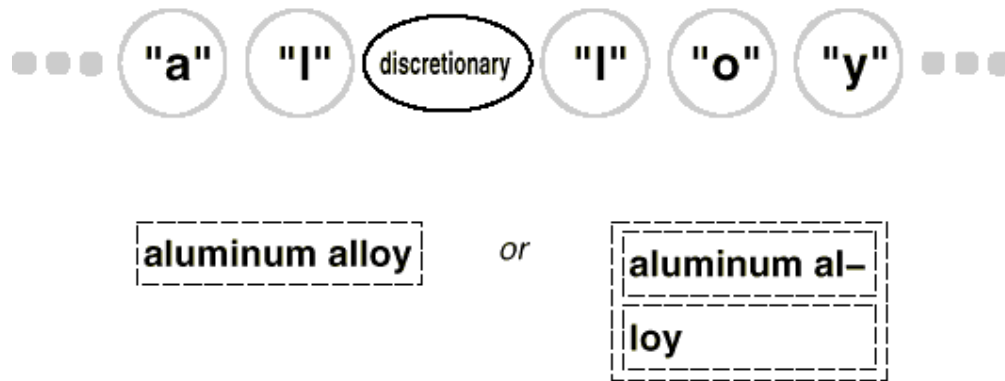 "a" "l" discretionary "l" "o" "y"
aluminum alloy or aluminum al–
loy